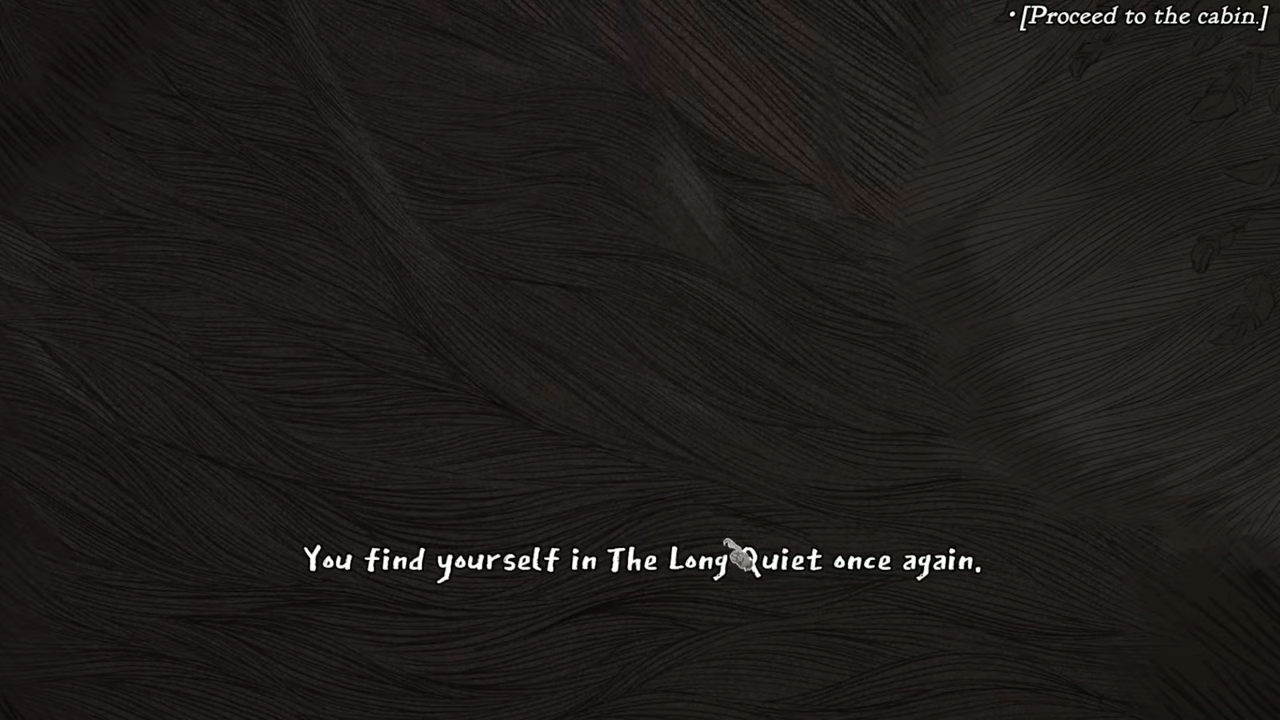 • [Proceed to the cabin.]
You find yourself in The Long Quiet once again.